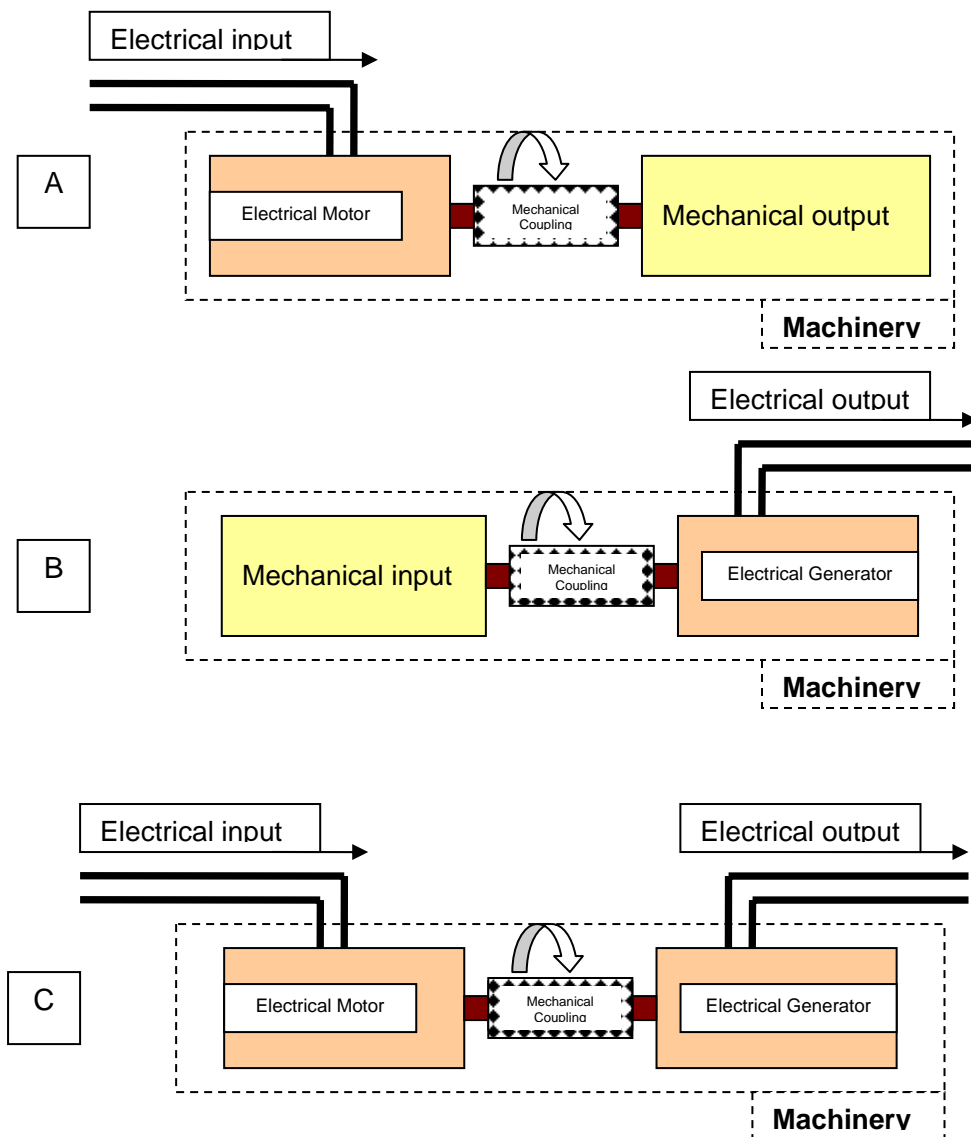 Electrical input
A
Electrical Motor
Mechanical
Coupling
Mechanical output
Machinery
Electrical output
B
Mechanical input
Mechanical
Coupling
Electrical Generator
Machinery
Electrical input
Electrical output
C
Electrical Motor
Mechanical
Coupling
Electrical Generator
Machinery